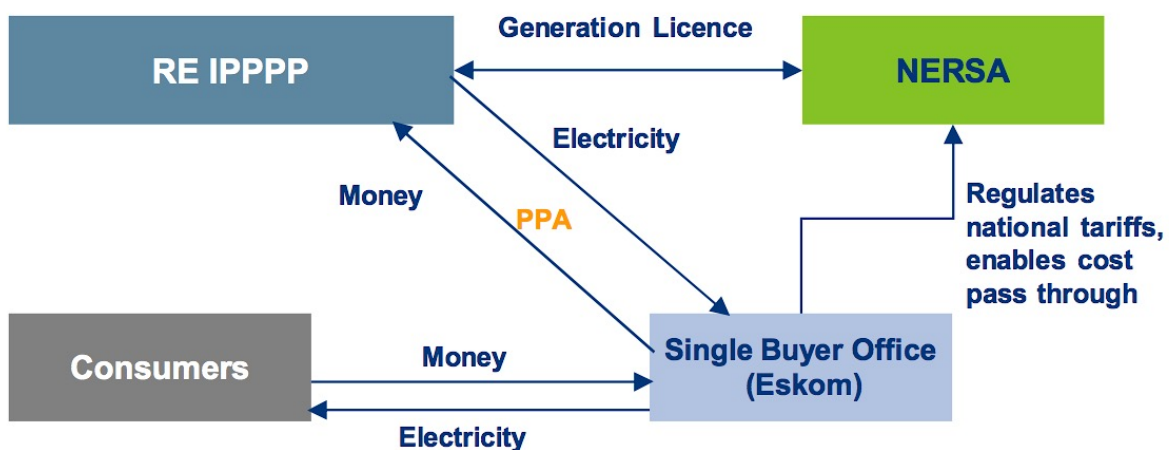 Generation Licence
RE IPPPP
NERSA
Electricity
Money
PPA
Regulates
national tariffs,
enables cost
pass through
Consumers
Money
Single Buyer Office
(Eskom)
Electricity